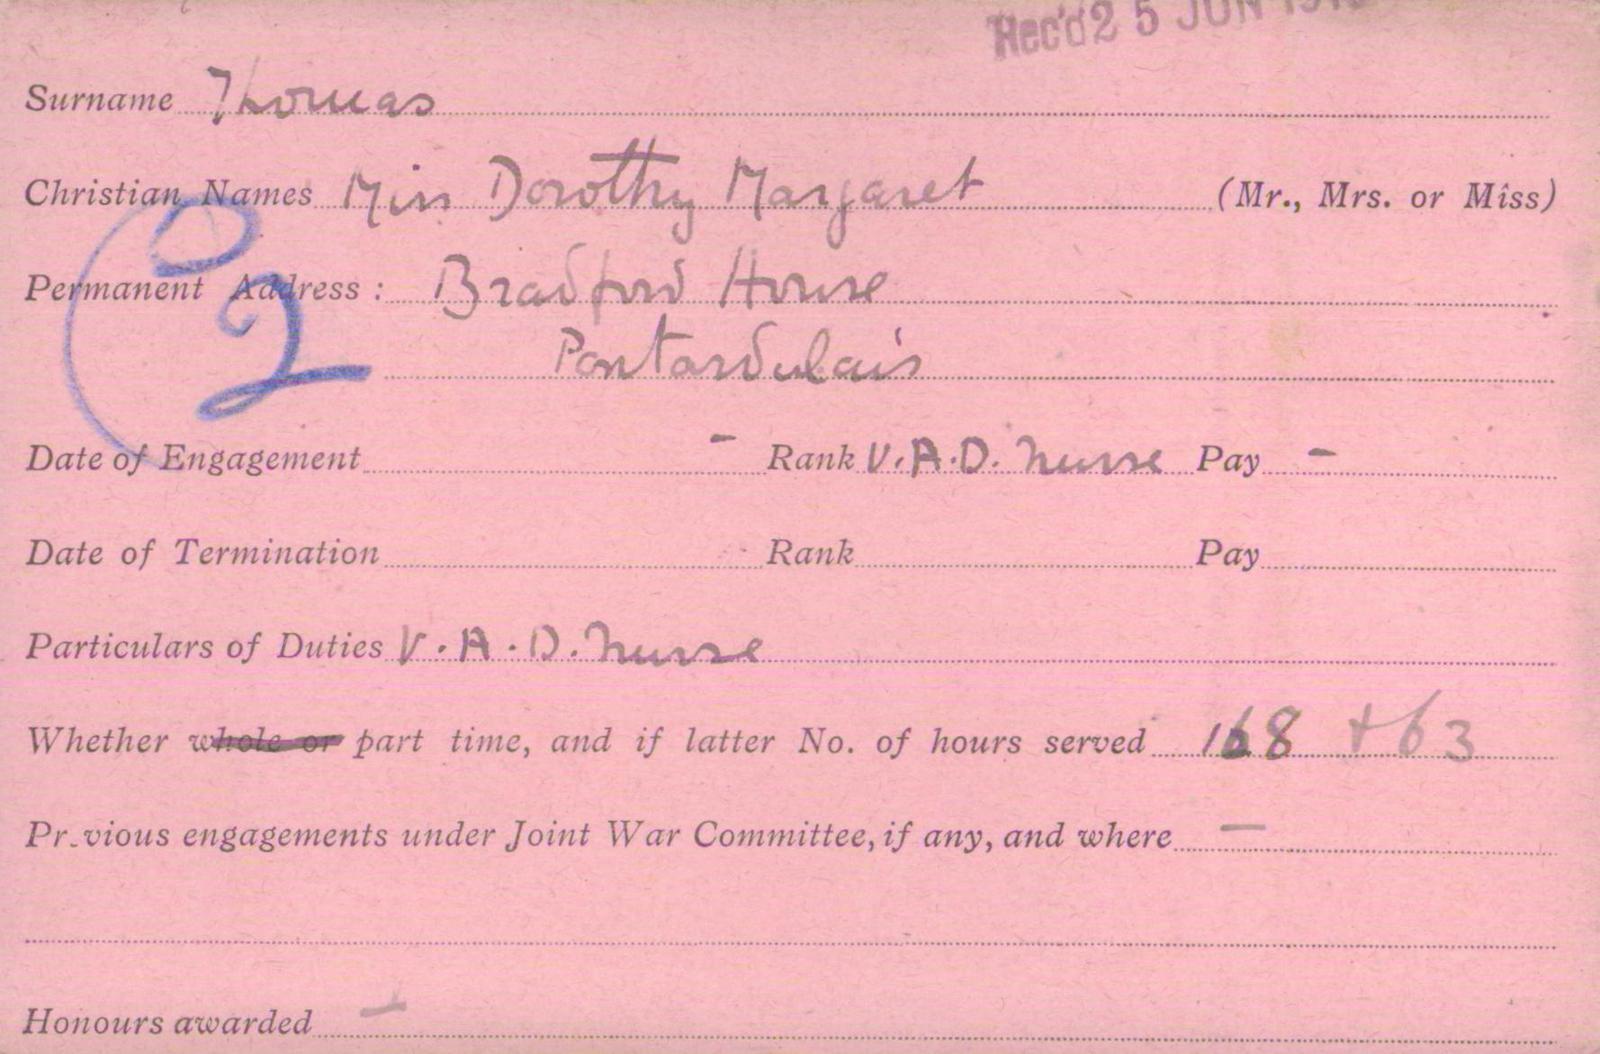 Rec'd 25 JUN
Surname Thomas
Christian Names Miss Dorothy Margaret (Mr., Mrs. or Miss)
Permanent Address : Bradford House
Pontardulais
Date of Engagement - Rank V.A.D. Nurse Pay -
Date of Termination Rank Pay
Particulars of Duties V.A.D. Nurse
Whether whole or part time, and if latter No. of hours served 168 + 63
Previous engagements under Joint War Committee, if any, and where —
Honours awarded —